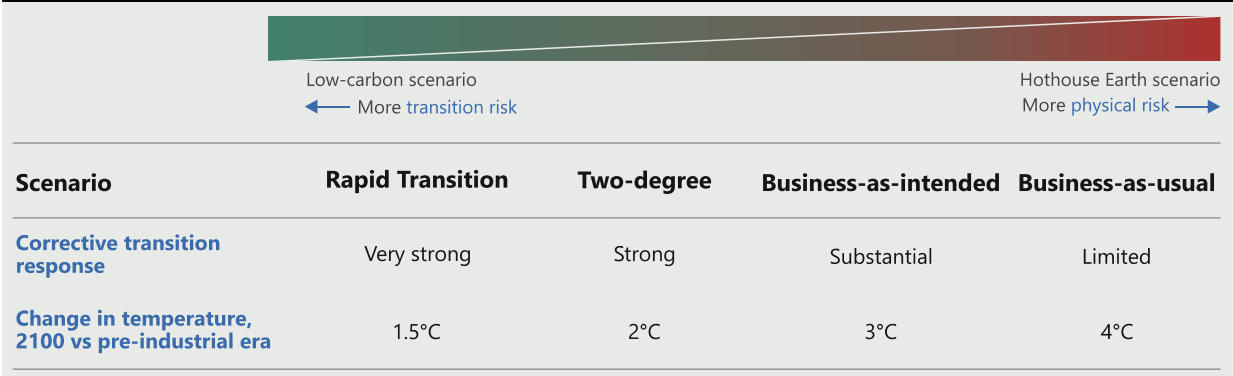 Low-carbon scenario
Hothouse Earth scenario
More transition risk
More physical risk
Scenario
Rapid Transition
Two-degree
Business-as-intended
Business-as-usual
Corrective transition
response
Very strong
Strong
Substantial
Limited
Change in temperature,
2100 vs pre-industrial era
1.5°C
2°C
3°C
4°C